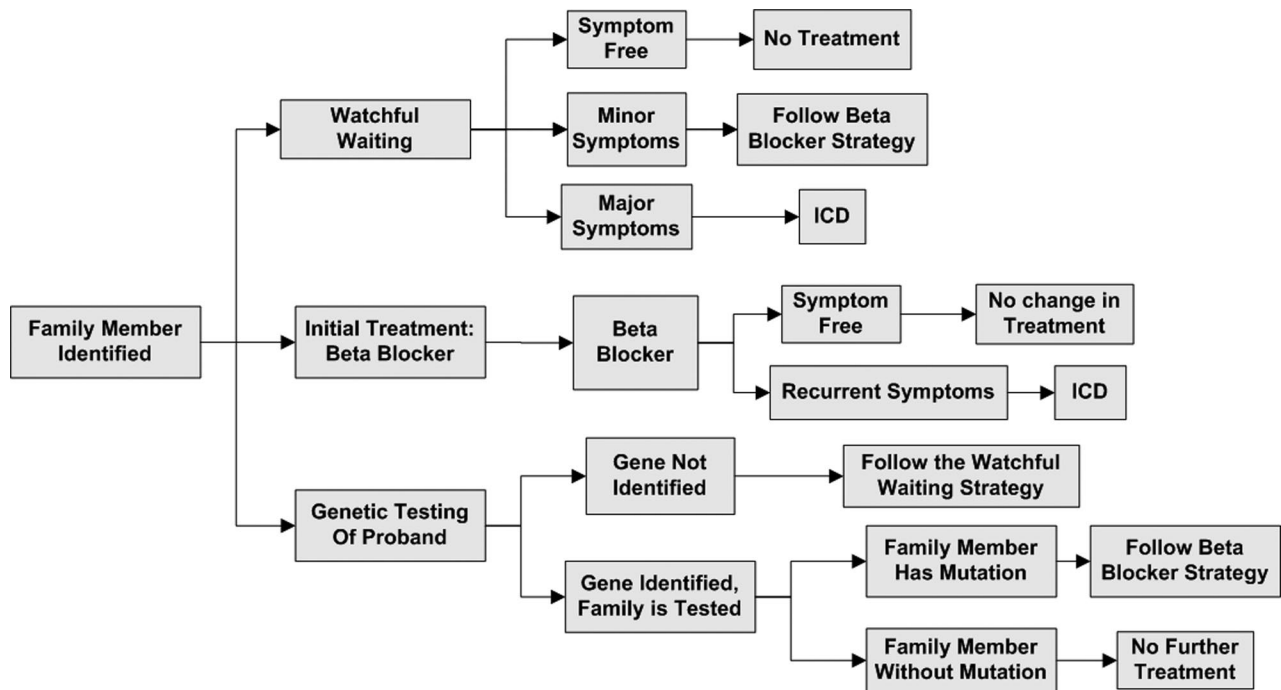 Symptom
Free
No Treatment
Watchful
Waiting
Minor
Symptoms
Follow Beta
Blocker Strategy
Major
Symptoms
ICD
Family Member
Identified
Initial Treatment:
Beta Blocker
Beta
Blocker
Symptom
Free
No change in
Treatment
Recurrent Symptoms
ICD
Genetic Testing
Of Proband
Gene Not
Identified
Follow the Watchful
Waiting Strategy
Gene Identified,
Family is Tested
Family Member
Has Mutation
Follow Beta
Blocker Strategy
Family Member
Without Mutation
No Further
Treatment